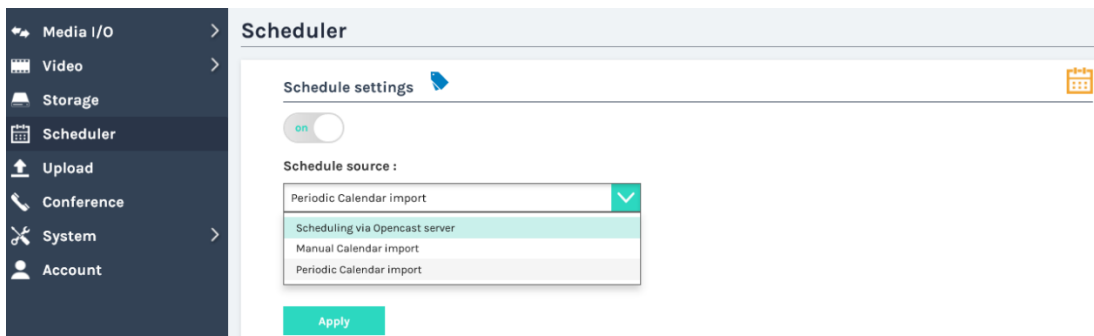 Media I/O
Video
Storage
Scheduler
Upload
Conference
System
Account
Scheduler
Schedule settings
on
Schedule source :
Periodic Calendar import
Scheduling via Opencast server
Manual Calendar import
Periodic Calendar import
Apply